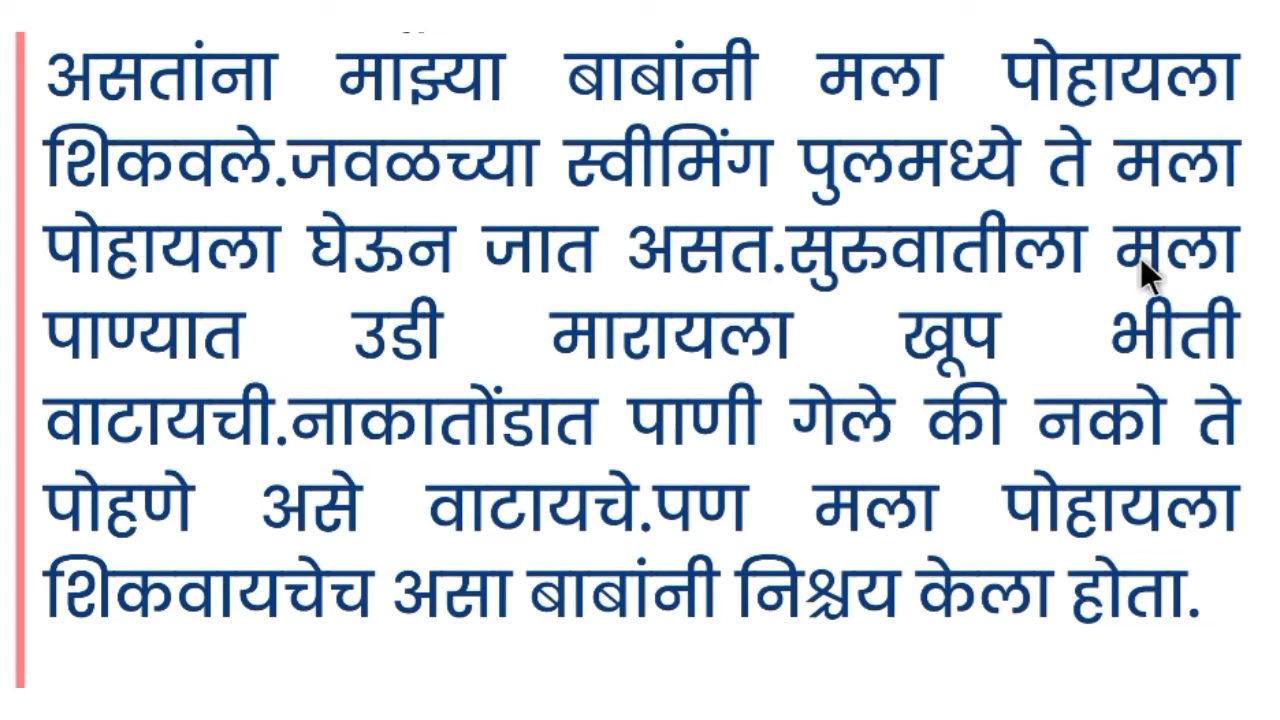 असतांना माझ्या बाबांनी मला पोहायला
शिकवले.जवळच्या स्वीमिंग पुलमध्ये ते मला
पोहायला घेऊन जात असत.सुरुवातीला मला
पाण्यात उडी मारायला खूप भीती
वाटायची.नाकातोंडात पाणी गेले की नको ते
पोहणे असे वाटायचे.पण मला पोहायला
शिकवायचेच असा बाबांनी निश्चय केला होता.